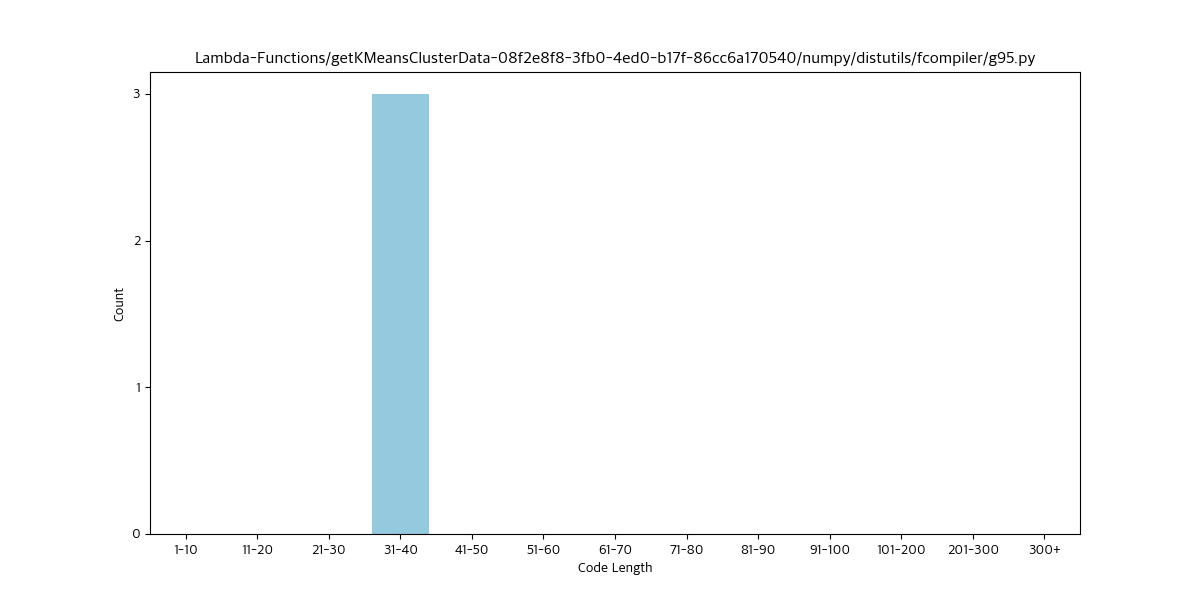 Lambda-Functions/getKMeansClusterData-08f2e8f8-3fb0-4ed0-b17f-86cc6a170540/numpy/distutils/fcompiler/g95.py
3
2
1
0
Count
1-10 11-20 21-30 31-40 41-50 51-60 61-70 71-80 81-90 91-100 101-200 201-300 300+
Code Length